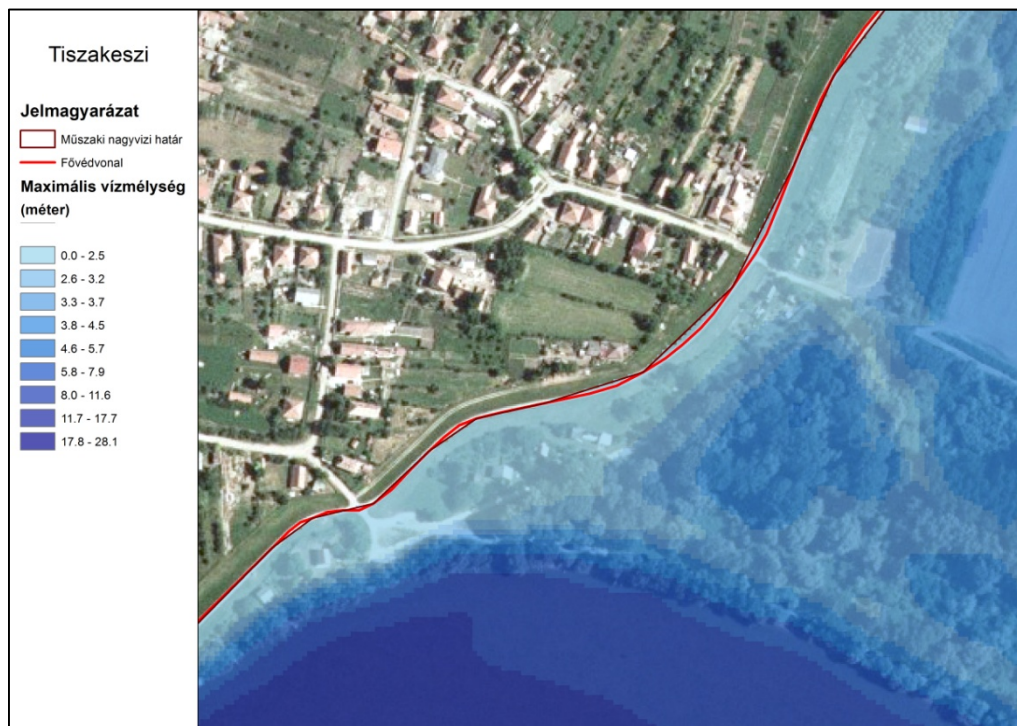 Tiszakeszi
Jelmagyarázat
Műszaki nagyvizi határ
Fővédvonal
Maximális vízmélység
(méter)
0.0 - 2.5
2.6 - 3.2
3.3 - 3.7
3.8 - 4.5
4.6 - 5.7
5.8 - 7.9
8.0 - 11.6
11.7 - 17.7
17.8 - 28.1